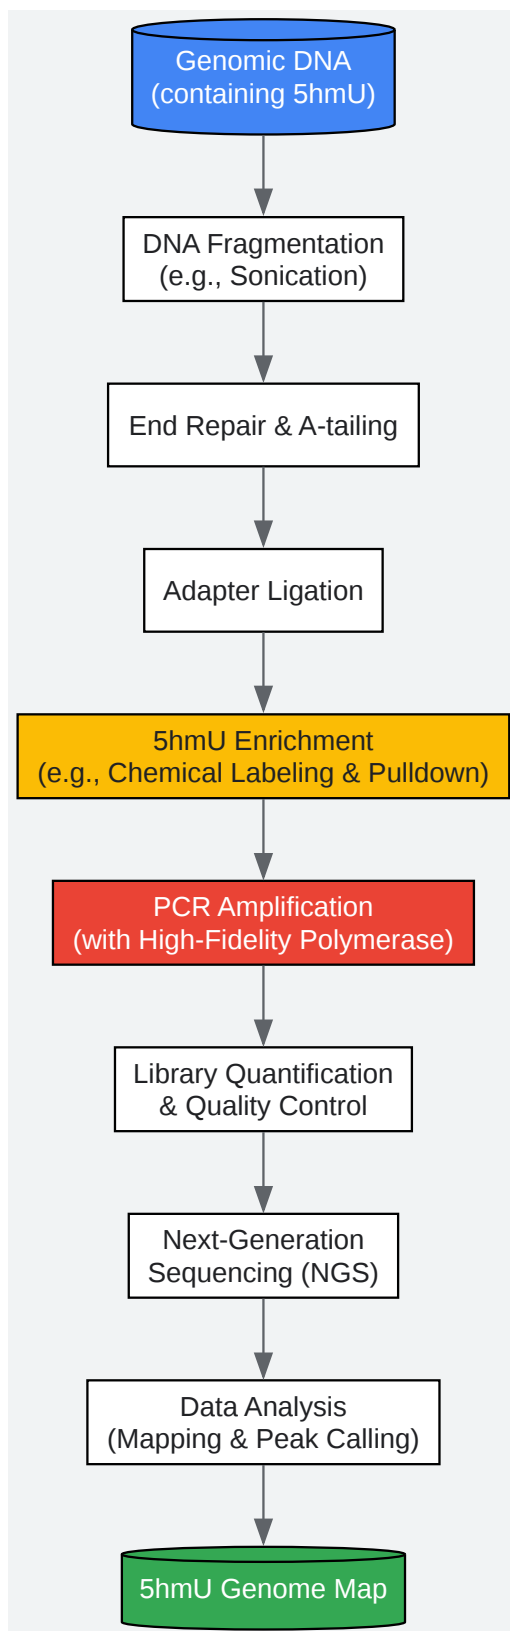 Genomic DNA
(containing 5hmU)
DNA Fragmentation
(e.g., Sonication)
End Repair & A-tailing
Adapter Ligation
5hmU Enrichment
(e.g., Chemical Labeling & Pulldown)
PCR Amplification
(with High-Fidelity Polymerase)
Library Quantification
& Quality Control
Next-Generation
Sequencing (NGS)
Data Analysis
(Mapping & Peak Calling)
5hmU Genome Map